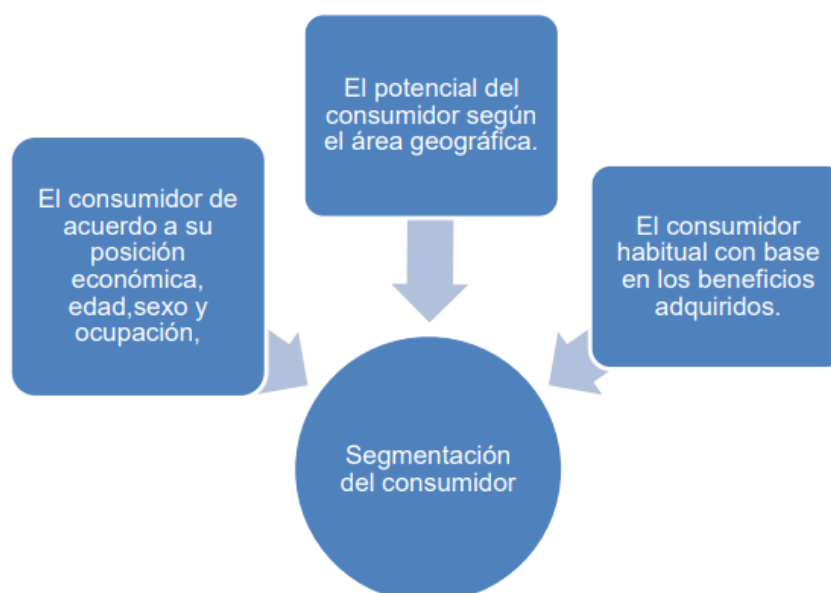 El potencial del
consumidor según
el área geográfica.
El consumidor de
acuerdo a su
posición
económica,
edad,sexo y
ocupación,
El consumidor
habitual con base
en los beneficios
adquiridos.
Segmentación
del consumidor